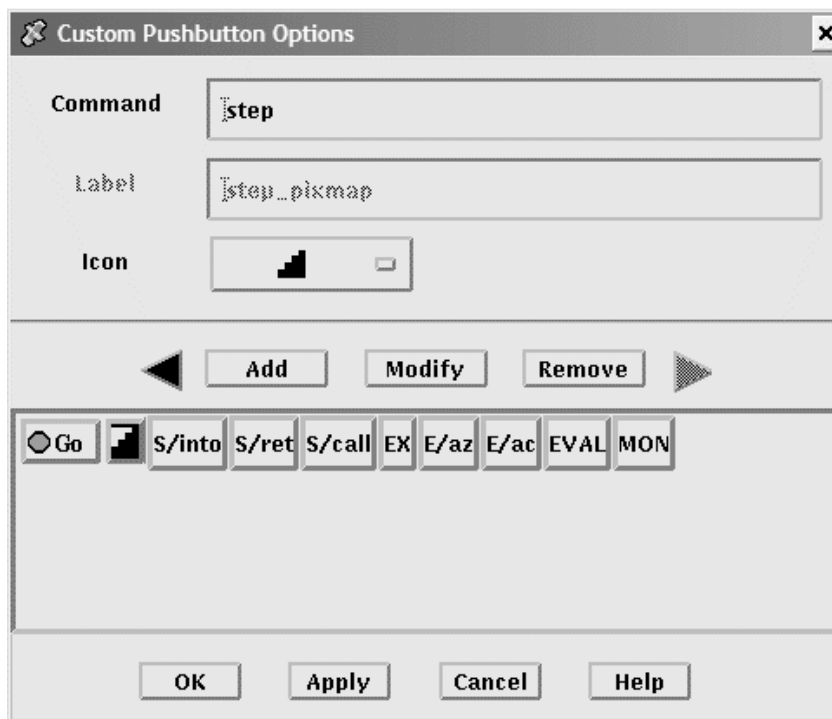 Custom Pushbutton Options
Command
step
Label
step_pixmap
Icon
Add Modify Remove
Go S/into S/ret S/call EX E/az E/ac EVAL MON
OK Apply Cancel Help